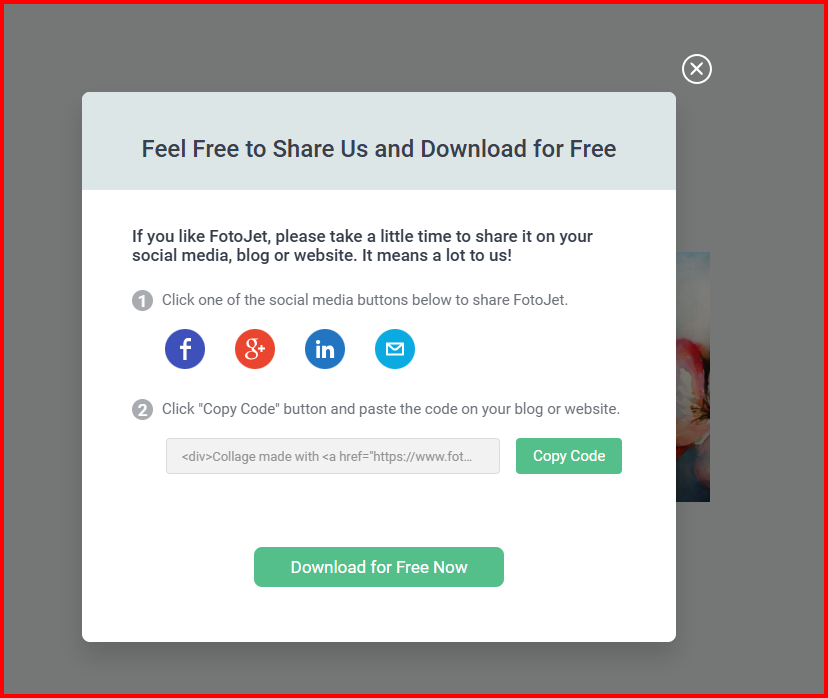 Feel Free to Share Us and Download for Free
If you like FotoJet, please take a little time to share it on your
social media, blog or website. It means a lot to us!
1 Click one of the social media buttons below to share FotoJet.
f g+ in
2 Click "Copy Code" button and paste the code on your blog or website.
<div>Collage made with <a href="https://www.fot... Copy Code
Download for Free Now